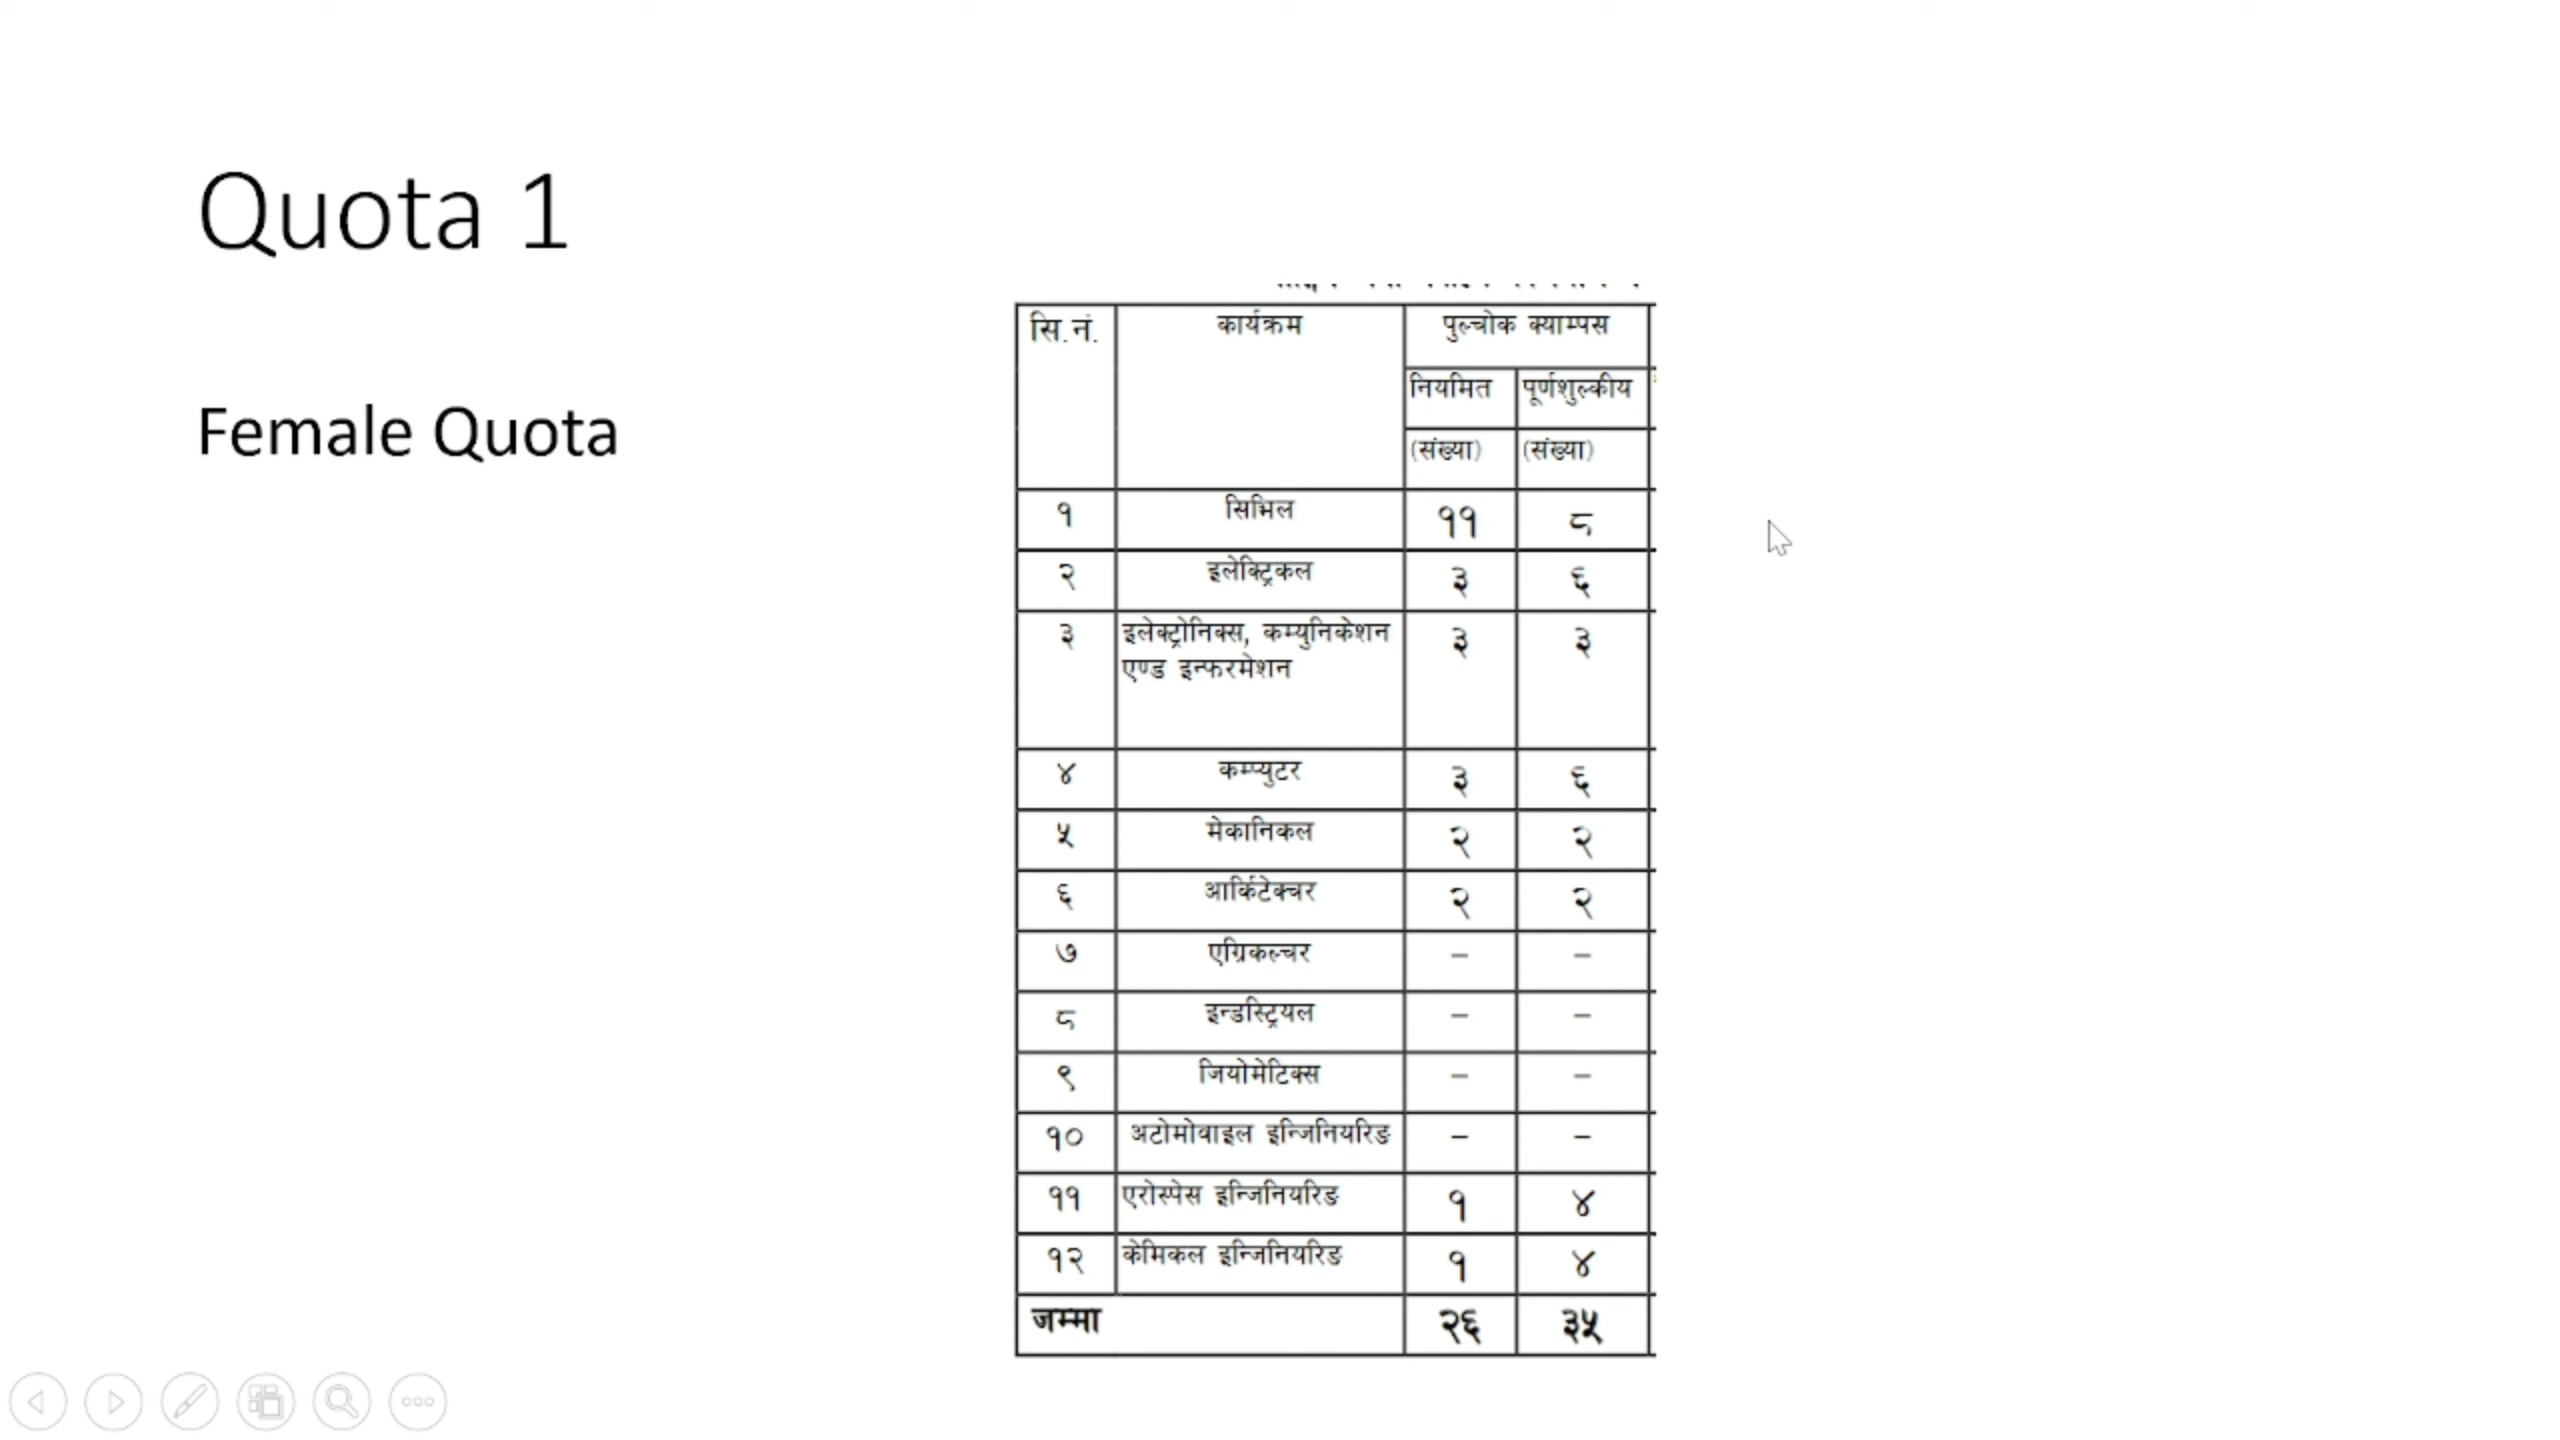 Quota 1
Female Quota
सि.नं. कार्यक्रम पुल्चोक क्याम्पस
नियमित पूर्णशुल्कीय
(संख्या) (संख्या)
१ सिभिल ११ ८
२ इलेक्ट्रिकल ३ ६
३ इलेक्ट्रोनिक्स, कम्युनिकेशन ३ ३
एण्ड इन्फरमेशन
४ कम्प्युटर ३ ६
५ मेकानिकल २ २
६ आर्किटेक्चर २ २
७ एग्रिकल्चर – –
८ इन्डस्ट्रियल – –
९ जियोमेटिक्स – –
१० अटोमोवाइल इन्जिनियरिङ – –
११ एरोस्पेस इन्जिनियरिङ १ ४
१२ केमिकल इन्जिनियरिङ १ ४
जम्मा २६ ३५